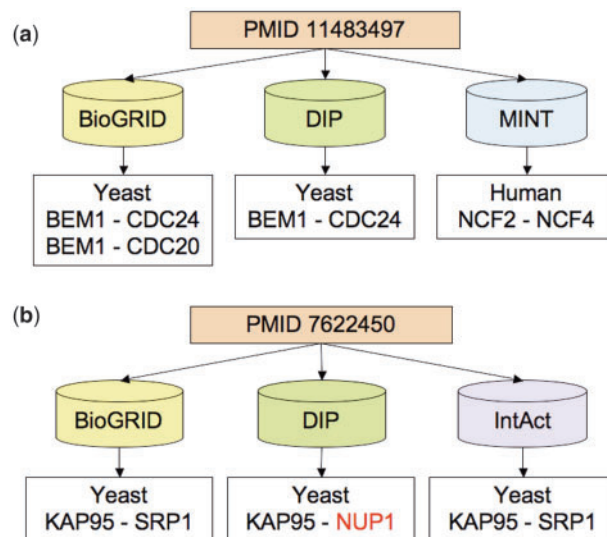 (a)
PMID 11483497
BioGRID
DIP
MINT
Yeast
BEM1 - CDC24
BEM1 - CDC20
Yeast
BEM1 - CDC24
Human
NCF2 - NCF4
(b)
PMID 7622450
BioGRID
DIP
IntAct
Yeast
KAP95 - SRP1
Yeast
KAP95 - NUP1
Yeast
KAP95 - SRP1